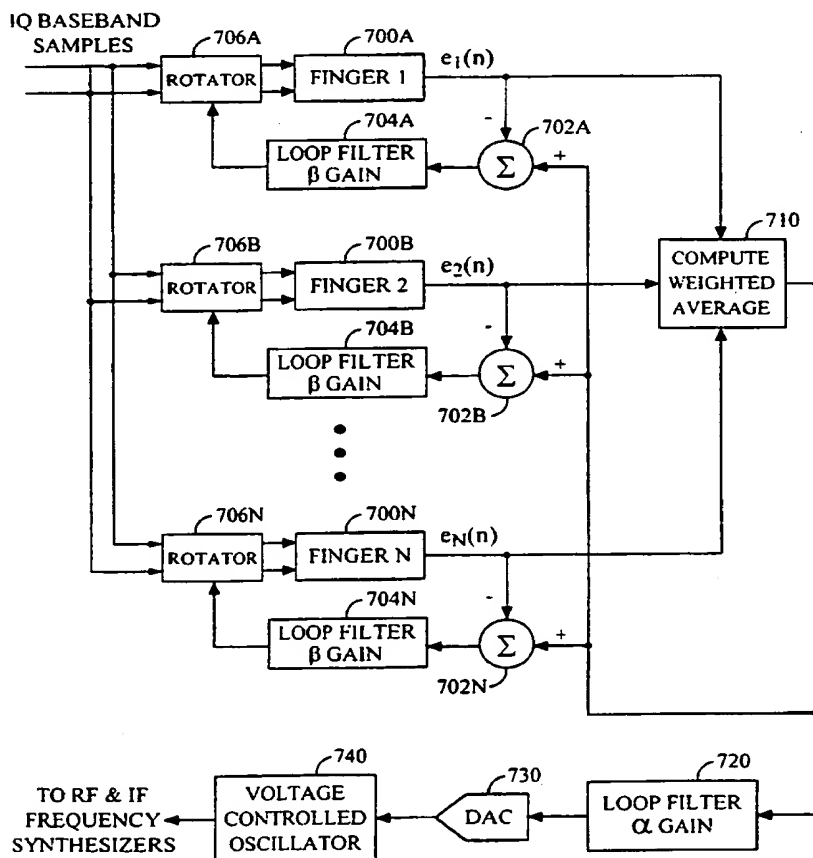 IQ BASEBAND
SAMPLES
706A
700A
ROTATOR
FINGER 1
e1(n)
704A
702A
-
+
LOOP FILTER
β GAIN
Σ
706B
700B
710
ROTATOR
FINGER 2
e2(n)
COMPUTE
WEIGHTED
AVERAGE
704B
-
+
LOOP FILTER
β GAIN
Σ
702B
706N
700N
ROTATOR
FINGER N
eN(n)
704N
-
+
LOOP FILTER
β GAIN
Σ
702N
740
730
720
TO RF & IF
FREQUENCY
SYNTHESIZERS
VOLTAGE
CONTROLLED
OSCILLATOR
DAC
LOOP FILTER
α GAIN